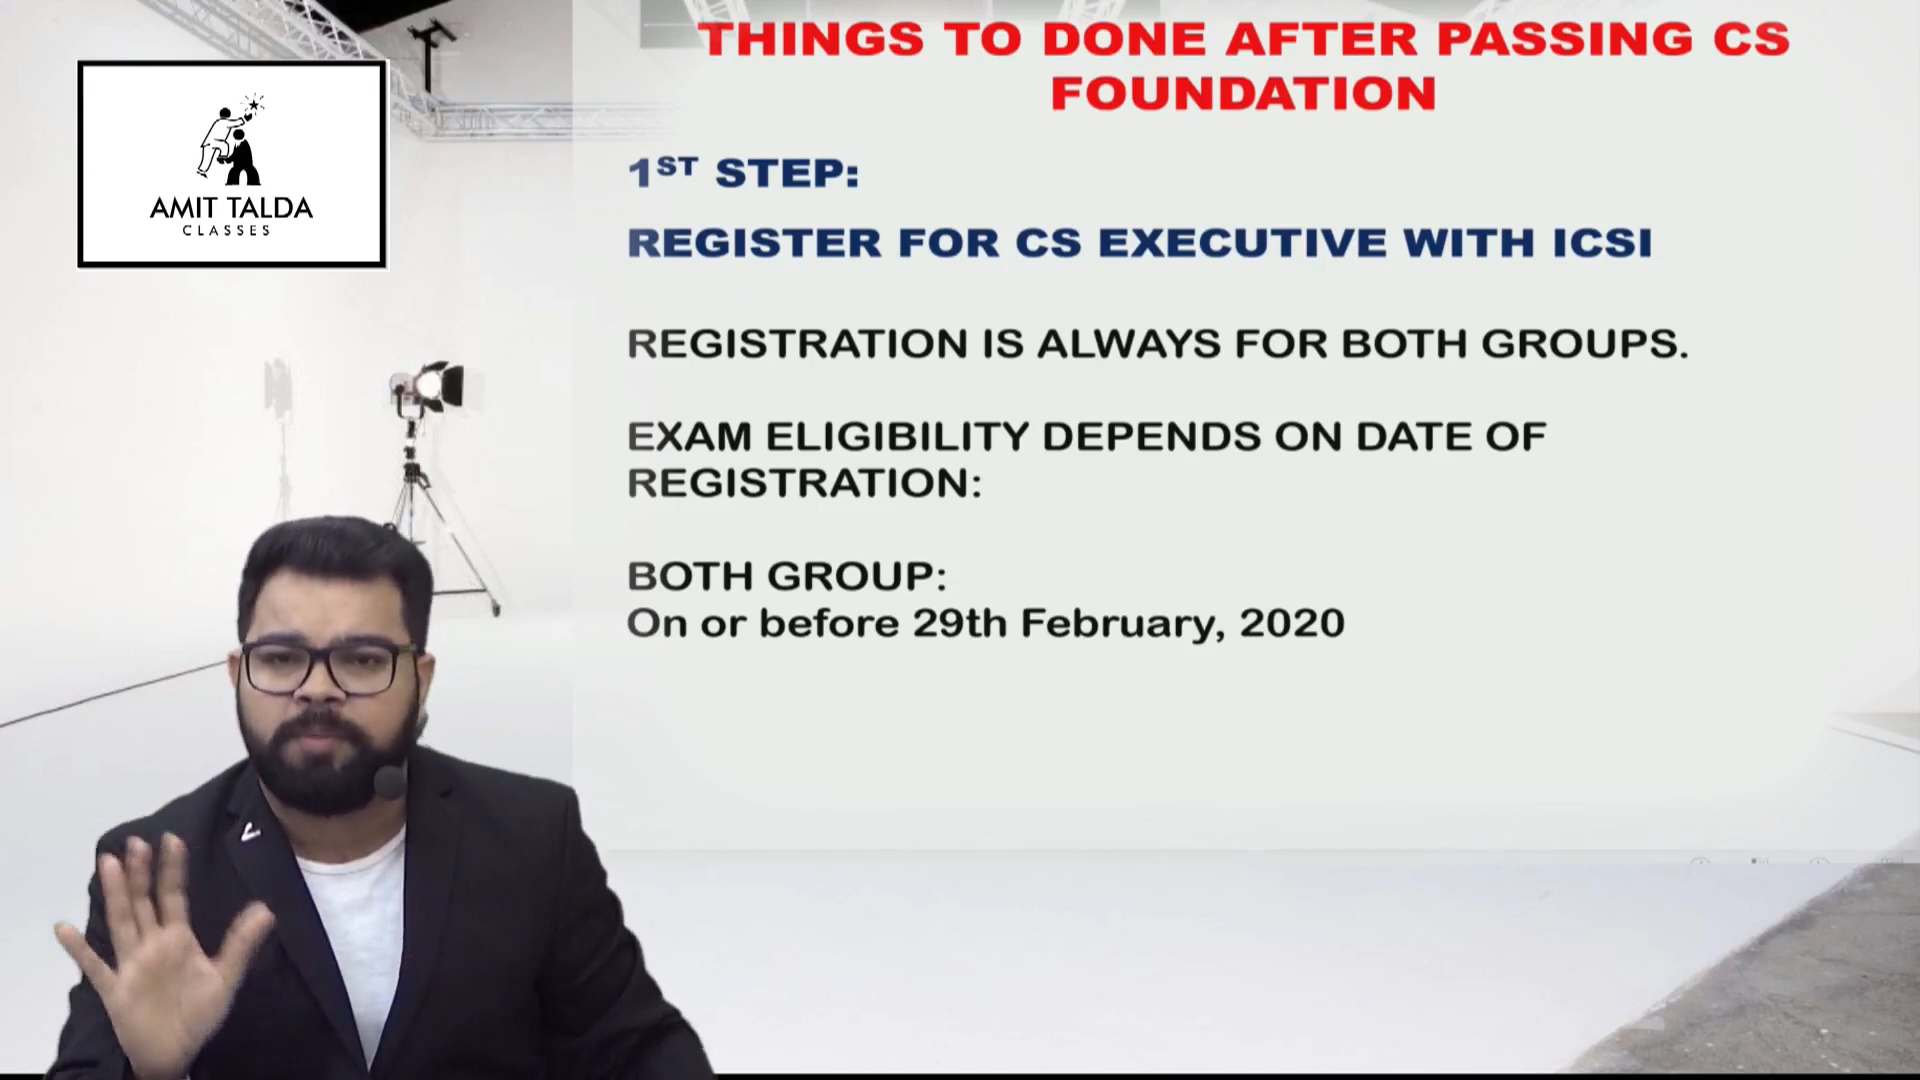 THINGS TO DONE AFTER PASSING CS
FOUNDATION
AMIT TALDA
CLASSES
1ST STEP:
REGISTER FOR CS EXECUTIVE WITH ICSI
REGISTRATION IS ALWAYS FOR BOTH GROUPS.
EXAM ELIGIBILITY DEPENDS ON DATE OF
REGISTRATION:
BOTH GROUP:
On or before 29th February, 2020